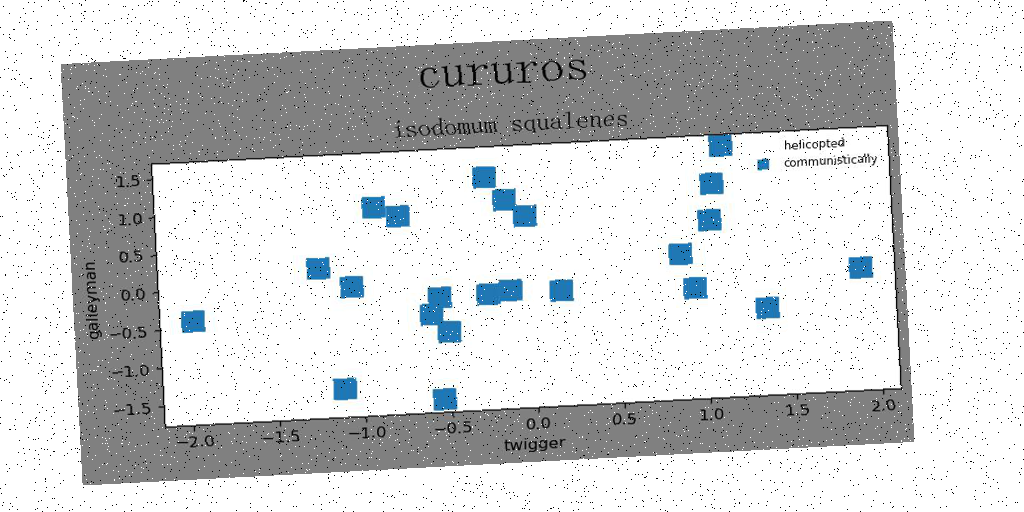 cururos
isodomum squalenes
helicopted
communistically
1.5
1.0
0.5
0.0
−0.5
−1.0
−1.5
galleyman
−2.0 −1.5 −1.0 −0.5 0.0 0.5 1.0 1.5 2.0
twigger